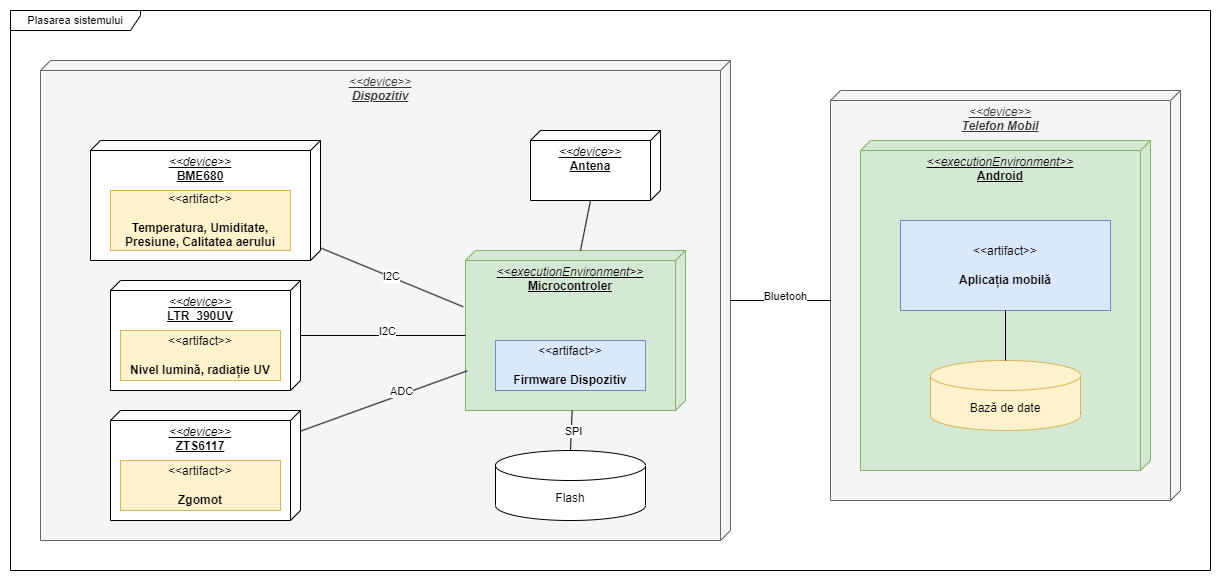 Plasarea sistemului
<<device>>
Dispozitiv
<<device>>
BME680
<<artifact>>
Temperatura, Umiditate,
Presiune, Calitatea aerului
<<device>>
LTR_390UV
<<artifact>>
Nivel lumină, radiație UV
<<device>>
ZTS6117
<<artifact>>
Zgomot
I2C
I2C
ADC
<<device>>
Antena
<<executionEnvironment>>
Microcontroler
<<artifact>>
Firmware Dispozitiv
SPI
Flash
Bluetooh
<<device>>
Telefon Mobil
<<executionEnvironment>>
Android
<<artifact>>
Aplicația mobilă
Bază de date